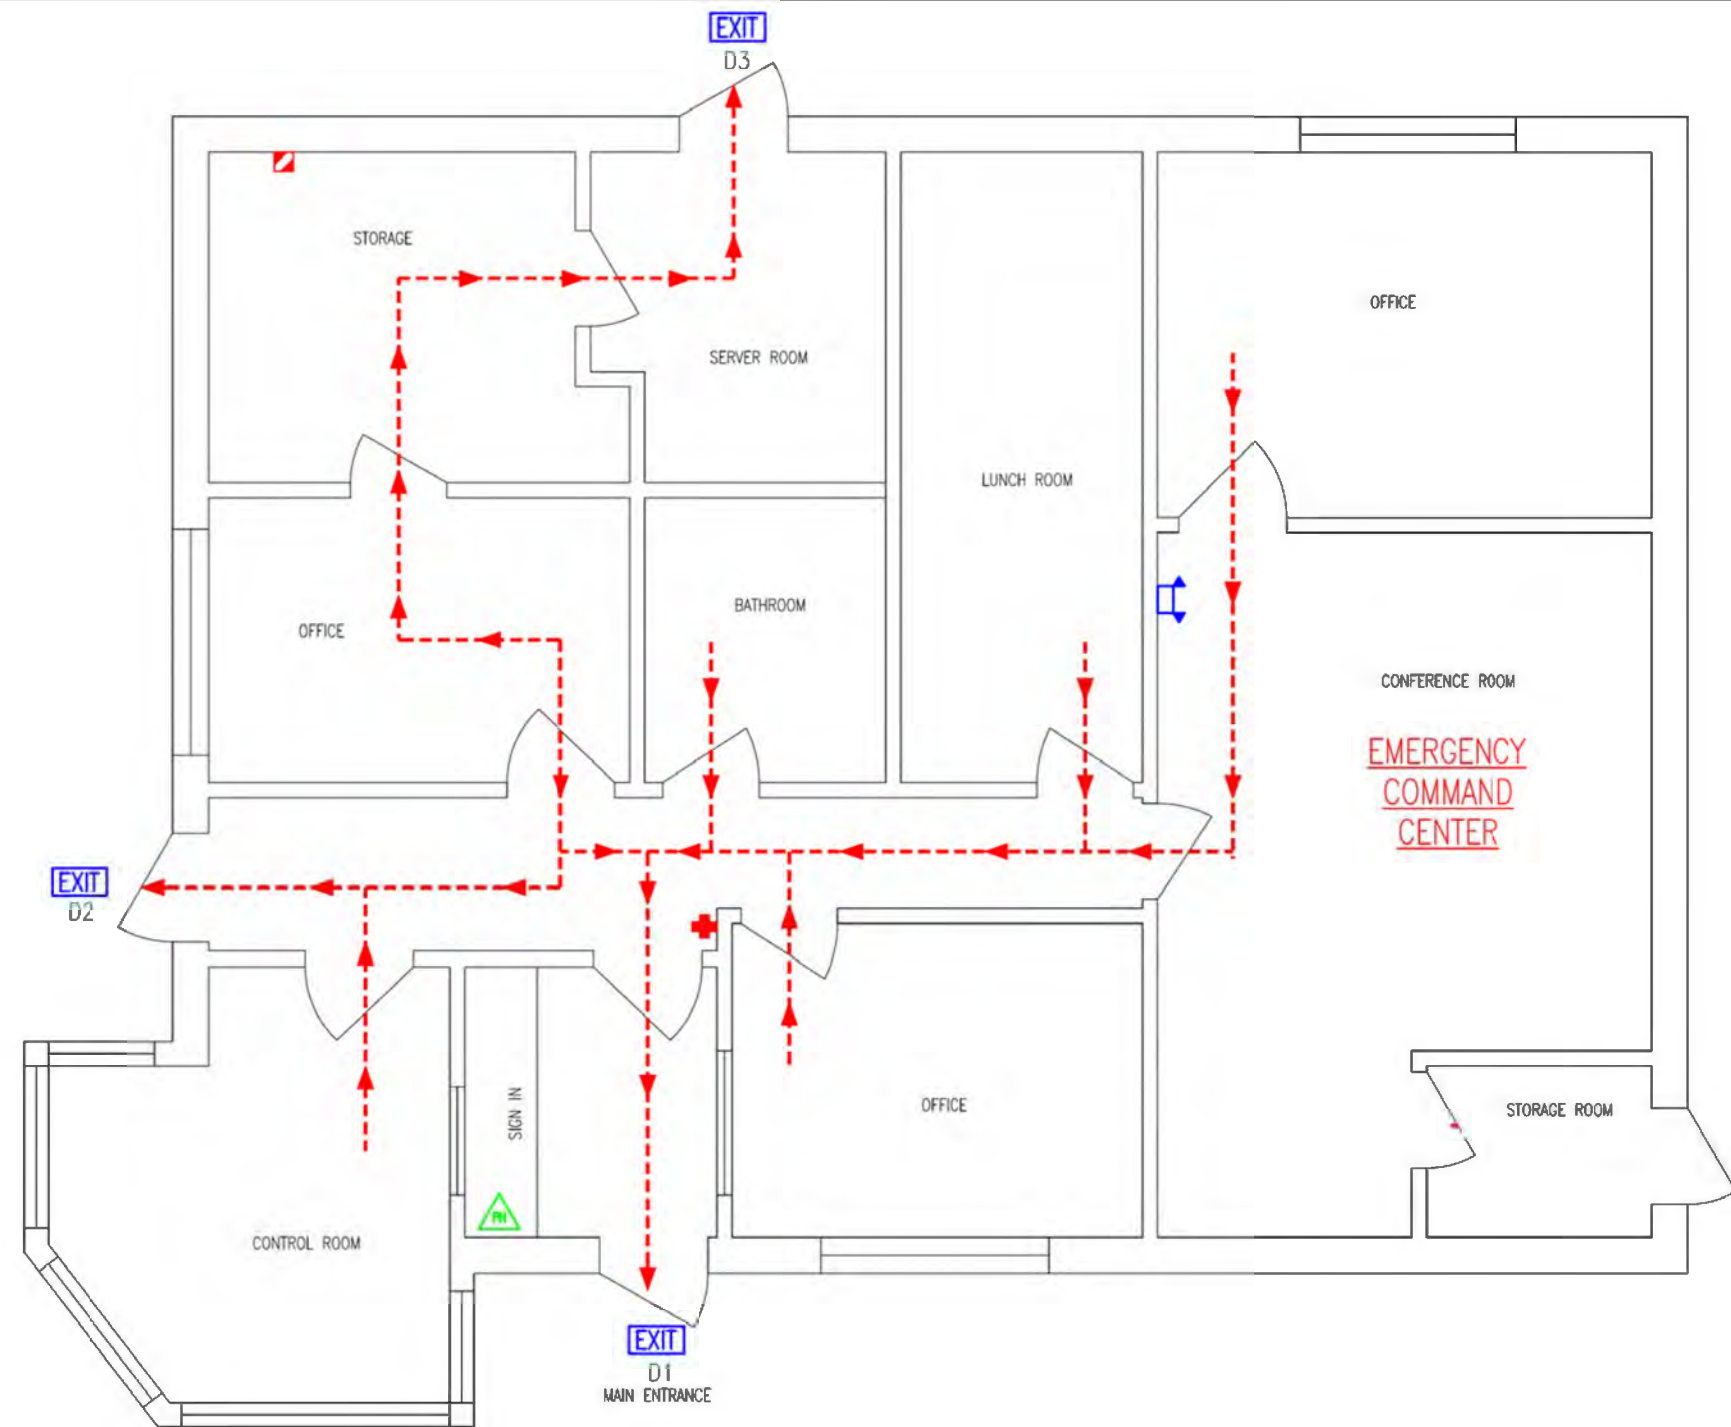 EXIT
D3
STORAGE
OFFICE
SERVER ROOM
LUNCH ROOM
BATHROOM
OFFICE
CONFERENCE ROOM
EMERGENCY
COMMAND
CENTER
EXIT
D2
SIGN IN
OFFICE
STORAGE ROOM
PH
CONTROL ROOM
EXIT
D1
MAIN ENTRANCE